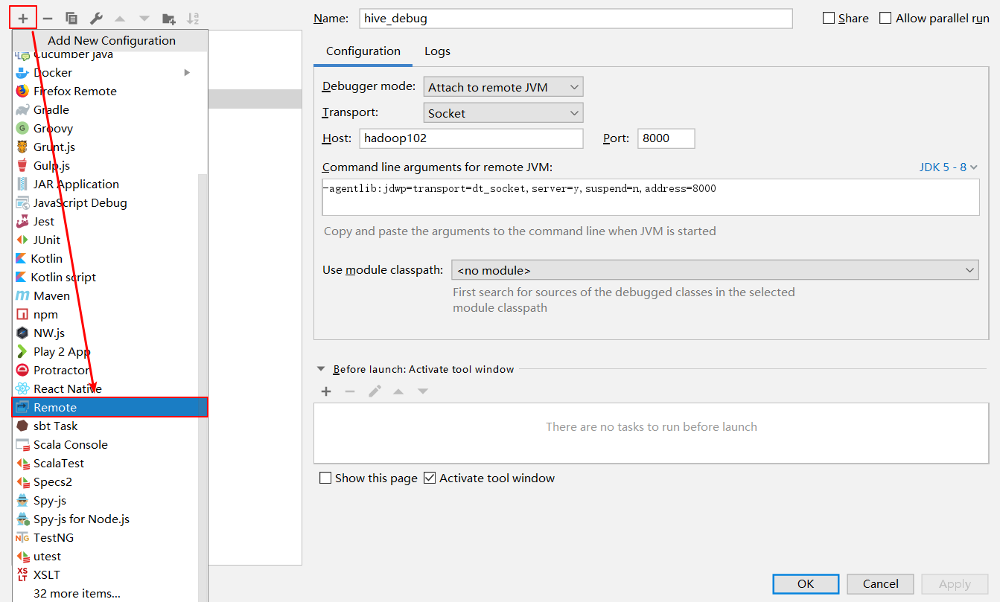 Add New Configuration
Cucumber Java
Docker
Firefox Remote
Gradle
Groovy
Grunt.js
Gulp.js
JAR Application
JavaScript Debug
Jest
JUnit
Kotlin
Kotlin script
Maven
npm
NW.js
Play 2 App
Protractor
React Native
Remote
sbt Task
Scala Console
ScalaTest
Specs2
Spy-js
Spy-js for Node.js
TestNG
utest
XSLT
32 more items...
Name: hive_debug Share Allow parallel run
Configuration Logs
Debugger mode: Attach to remote JVM
Transport: Socket
Host: hadoop102 Port: 8000
Command line arguments for remote JVM: JDK 5 - 8
-agentlib:jdwp=transport=dt_socket,server=y,suspend=n,address=8000
Copy and paste the arguments to the command line when JVM is started
Use module classpath: <no module>
First search for sources of the debugged classes in the selected
module classpath
Before launch: Activate tool window
There are no tasks to run before launch
Show this page Activate tool window
OK Cancel Apply